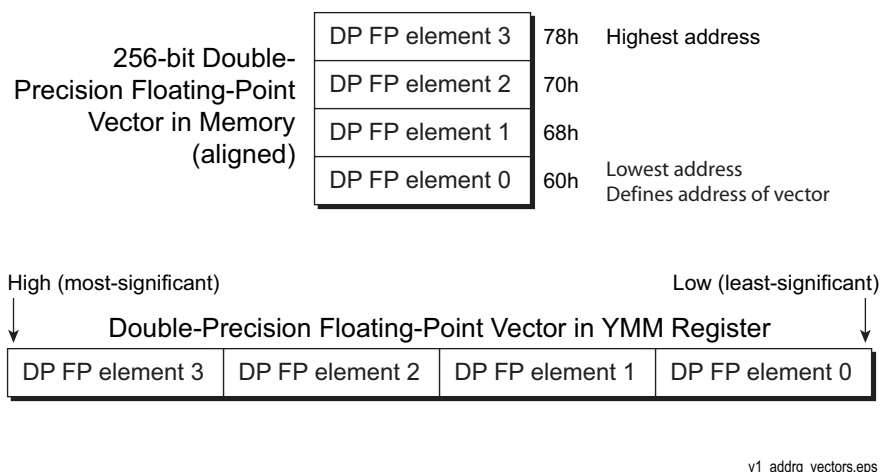 DP FP element 3 78h Highest address
256-bit Double-
Precision Floating-Point
Vector in Memory
(aligned)
DP FP element 2 70h
DP FP element 1 68h
DP FP element 0 60h
Lowest address
Defines address of vector
High (most-significant) Low (least-significant)
Double-Precision Floating-Point Vector in YMM Register
DP FP element 3 DP FP element 2 DP FP element 1 DP FP element 0
v1_addrg_vectors.eps